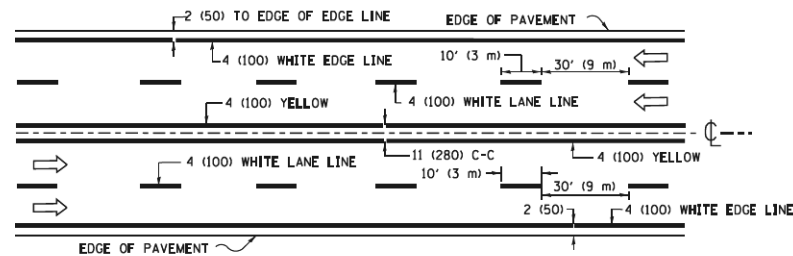 2 (50) TO EDGE OF EDGE LINE
EDGE OF PAVEMENT
4 (100) WHITE EDGE LINE
10' (3 m)
30' (9 m)
4 (100) YELLOW
4 (100) WHITE LANE LINE
℄
4 (100) WHITE LANE LINE
11 (280) C-C
4 (100) YELLOW
10' (3 m)
30' (9 m)
2 (50)
4 (100) WHITE EDGE LINE
EDGE OF PAVEMENT